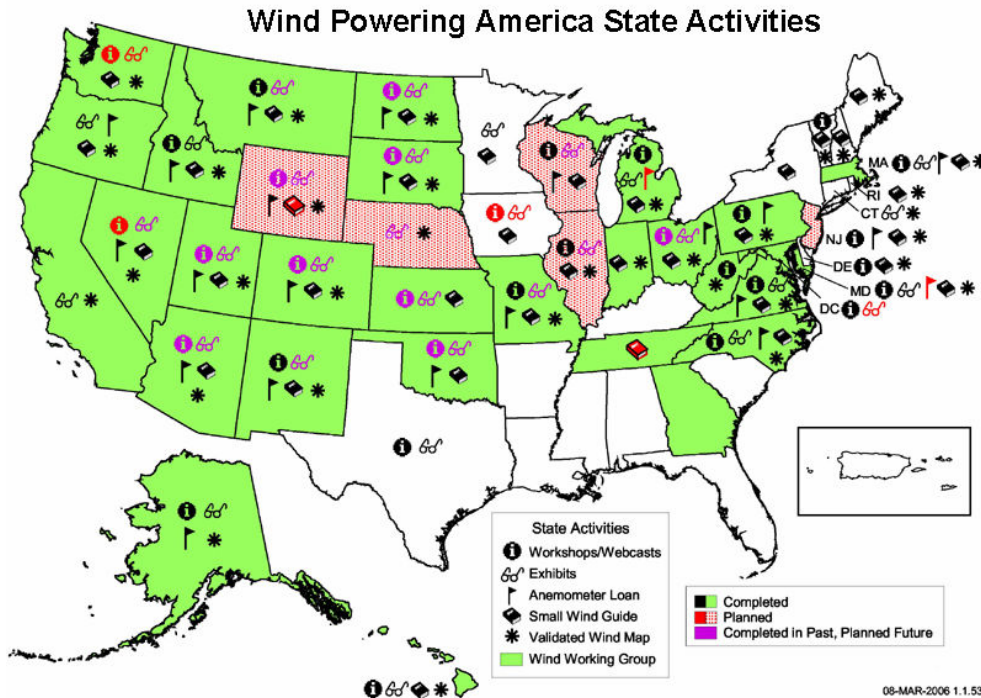 Wind Powering America State Activities
MA
RI
CT
NJ
DE
MD
DC
State Activities
Workshops/Webcasts
Exhibits
Anemometer Loan
Small Wind Guide
Validated Wind Map
Wind Working Group
Completed
Planned
Completed in Past, Planned Future
08-MAR-2006 1.1.53